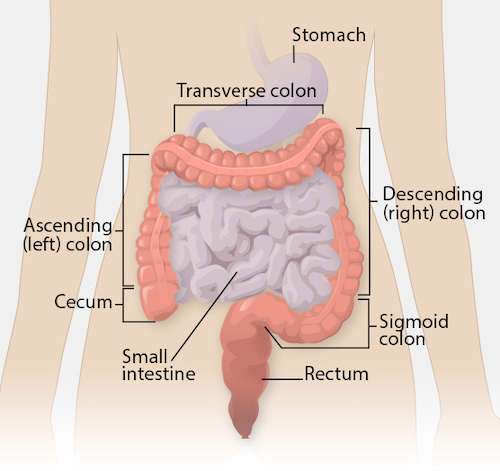 Stomach
Transverse colon
Descending
(right) colon
Ascending
(left) colon
Cecum
Sigmoid
colon
Small
intestine
Rectum